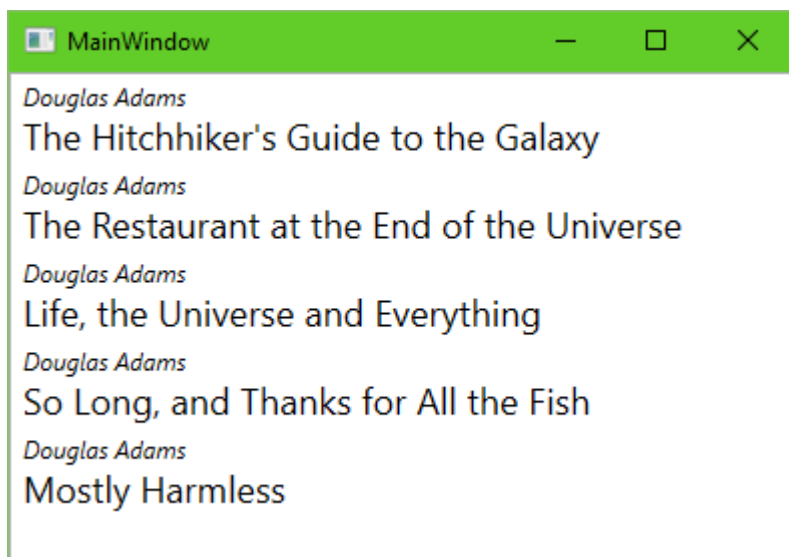 MainWindow
Douglas Adams
The Hitchhiker's Guide to the Galaxy
Douglas Adams
The Restaurant at the End of the Universe
Douglas Adams
Life, the Universe and Everything
Douglas Adams
So Long, and Thanks for All the Fish
Douglas Adams
Mostly Harmless